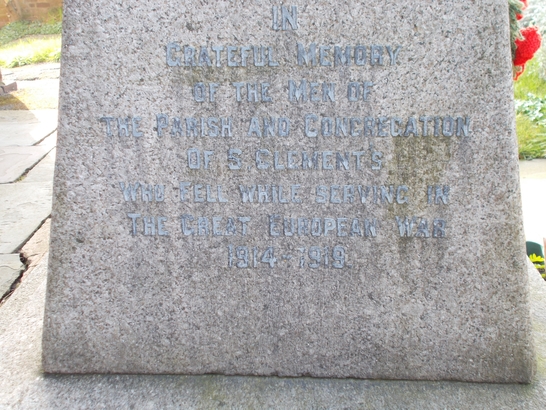 IN
GRATEFUL MEMORY
OF THE MEN OF
THE PARISH AND CONGREGATION
OF S CLEMENT'S
WHO FELL WHILE SERVING IN
THE GREAT EUROPEAN WAR
1914-1919